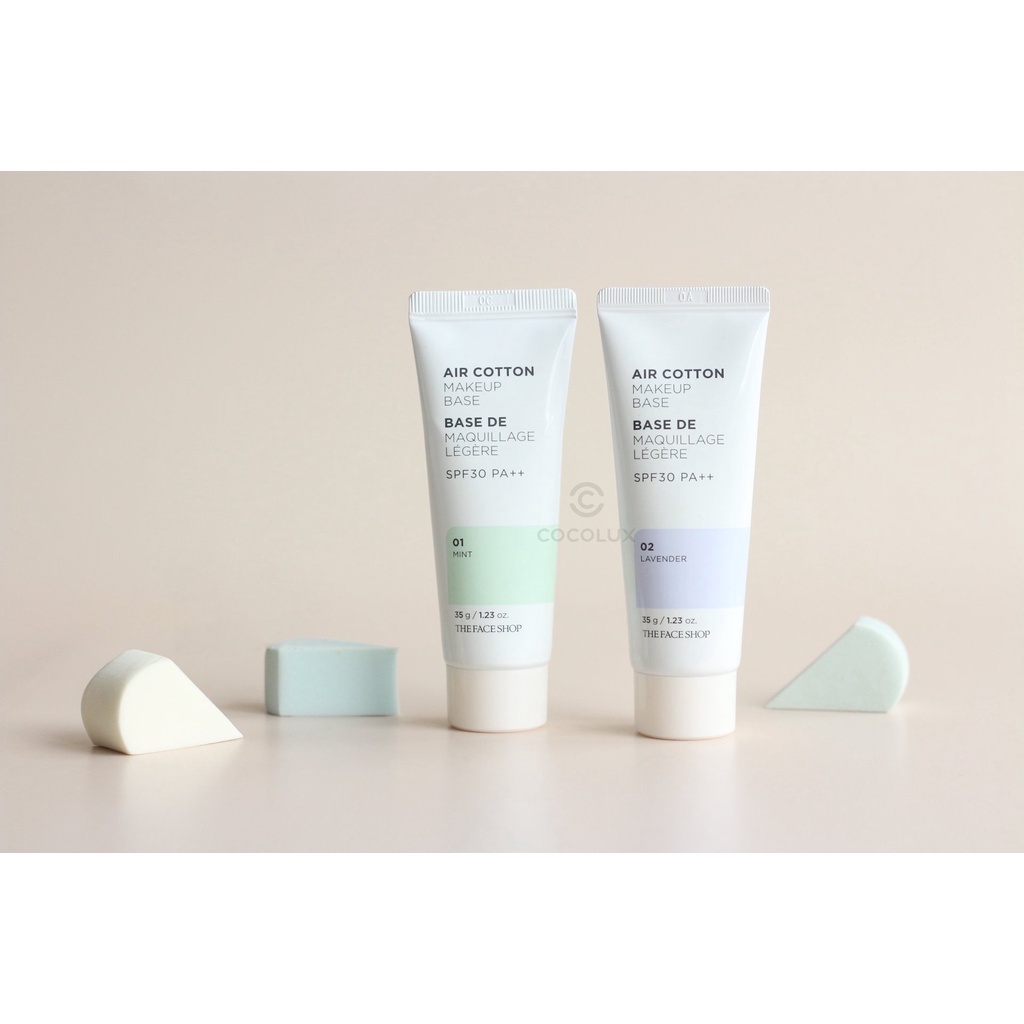 AIR COTTON
MAKEUP
BASE
BASE DE
MAQUILLAGE
LÉGÈRE
SPF30 PA++
01
MINT
35 g / 1.23 oz.
THE FACE SHOP
AIR COTTON
MAKEUP
BASE
BASE DE
MAQUILLAGE
LÉGÈRE
SPF30 PA++
02
LAVENDER
35 g / 1.23 oz.
THE FACE SHOP
COCOLUX